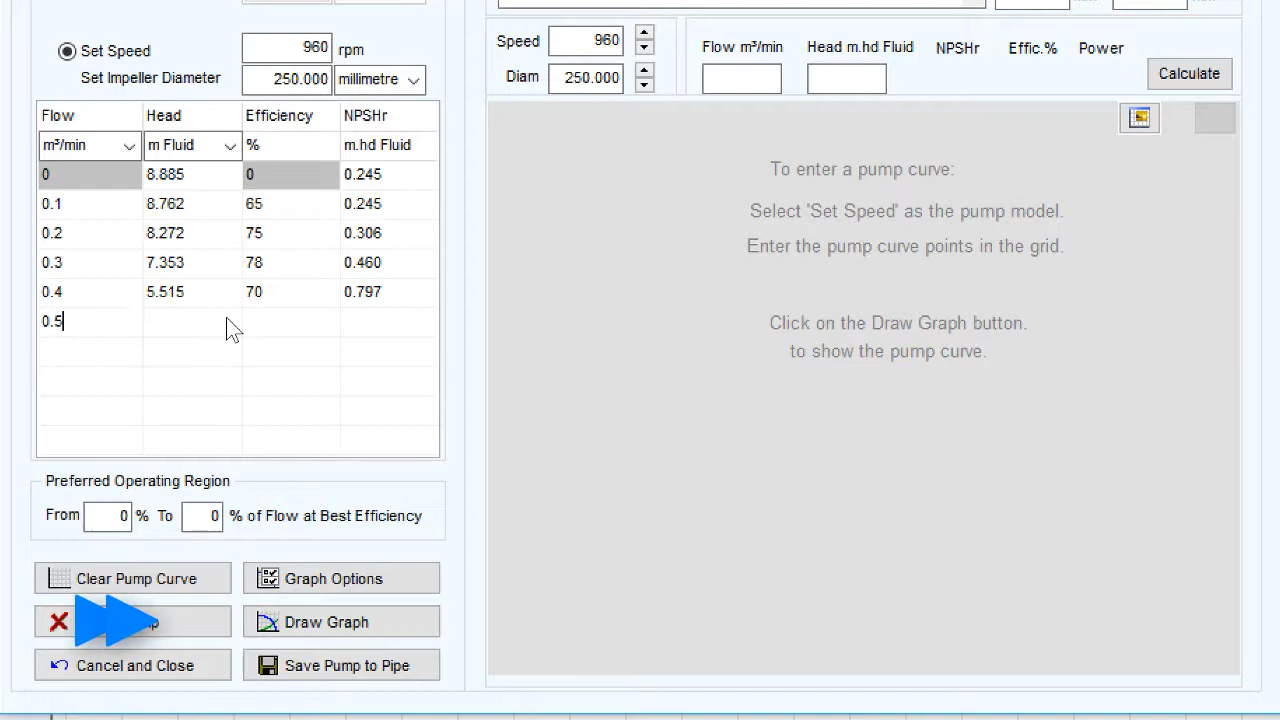 Set Speed 960 rpm
Set Impeller Diameter 250.000 millimetre
Flow Head Efficiency NPSHr
m³/min m Fluid % m.hd Fluid
0 8.885 0 0.245
0.1 8.762 65 0.245
0.2 8.272 75 0.306
0.3 7.353 78 0.460
0.4 5.515 70 0.797
0.5
Preferred Operating Region
From 0 % To 0 % of Flow at Best Efficiency
Clear Pump Curve Graph Options
Draw Graph
Cancel and Close Save Pump to Pipe
Speed 960
Diam 250.000
Flow m³/min Head m.hd Fluid NPSHr Effic.% Power
Calculate
To enter a pump curve:
Select 'Set Speed' as the pump model.
Enter the pump curve points in the grid.
Click on the Draw Graph button.
to show the pump curve.